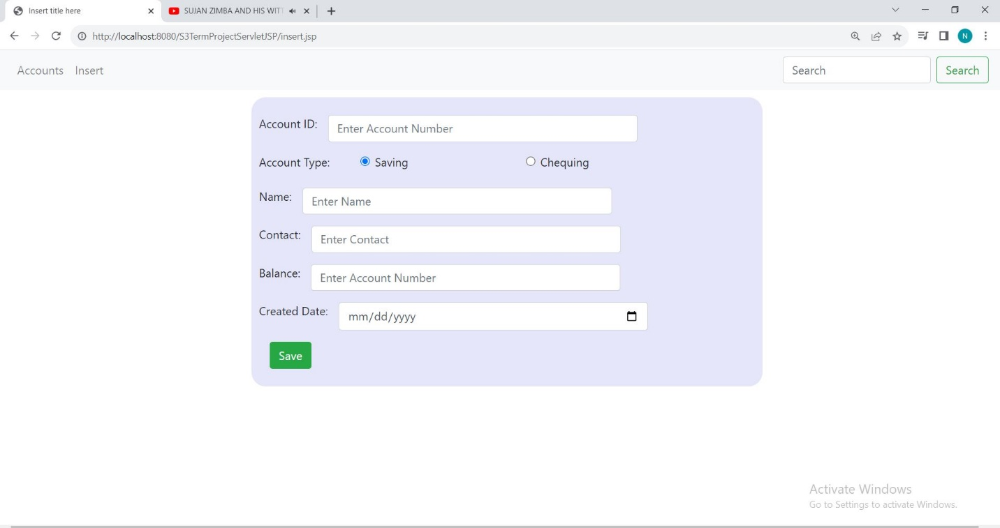 Insert title here
SUJAN ZIMBA AND HIS WIT
http://localhost:8080/S3TermProjectServletJSP/insert.jsp
N
Accounts Insert Search Search
Account ID: Enter Account Number
Account Type: Saving Chequing
Name: Enter Name
Contact: Enter Contact
Balance: Enter Account Number
Created Date: mm/dd/yyyy
Save
Activate Windows
Go to Settings to activate Windows.